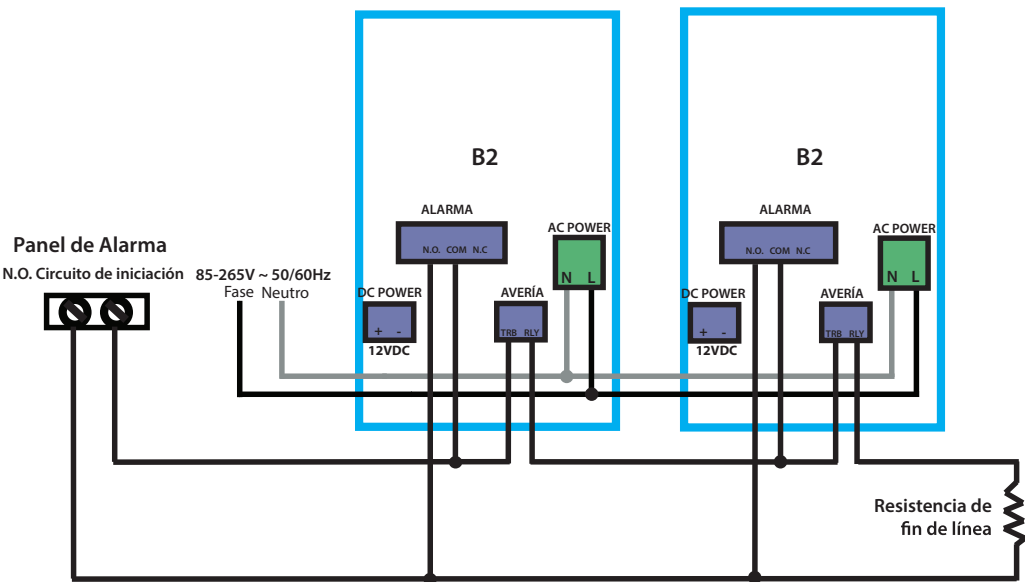 Panel de Alarma
N.O. Circuito de iniciación
85-265V ~ 50/60Hz
Fase Neutro
B2
ALARMA
N.O. COM N.C
AC POWER
N L
DC POWER
+ -
12VDC
AVERÍA
TRB RLY
B2
ALARMA
N.O. COM N.C
AC POWER
N L
DC POWER
+ -
12VDC
AVERÍA
TRB RLY
Resistencia de
fin de línea